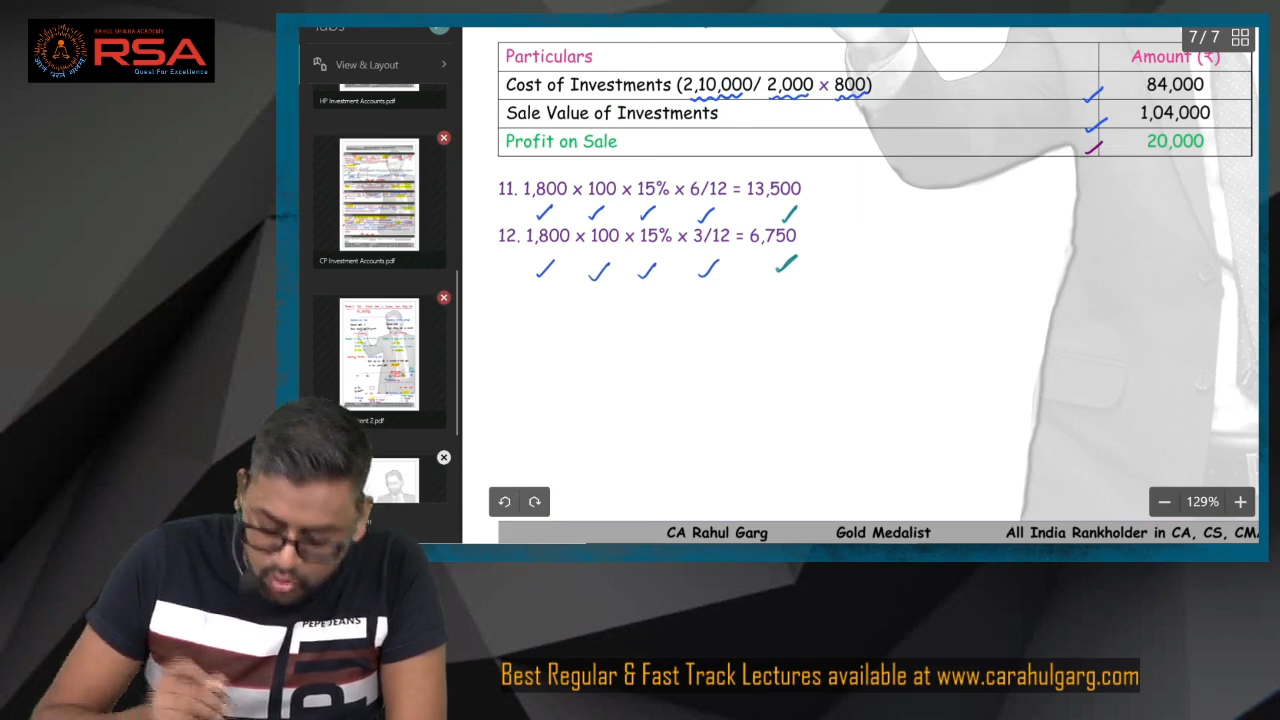 RAHUL SHIKHA ACADEMY
RSA
Quest For Excellence
View & Layout
HP Investment Accounts.pdf
CP Investment Accounts.pdf
7 / 7
Particulars Amount (₹)
Cost of Investments (2,10,000/ 2,000 x 800) 84,000
Sale Value of Investments 1,04,000
Profit on Sale 20,000
11. 1,800 x 100 x 15% x 6/12 = 13,500
12. 1,800 x 100 x 15% x 3/12 = 6,750
129%
CA Rahul Garg Gold Medalist All India Rankholder in CA, CS, CMA
PEPE JEANS
Best Regular & Fast Track Lectures available at www.carahulgarg.com